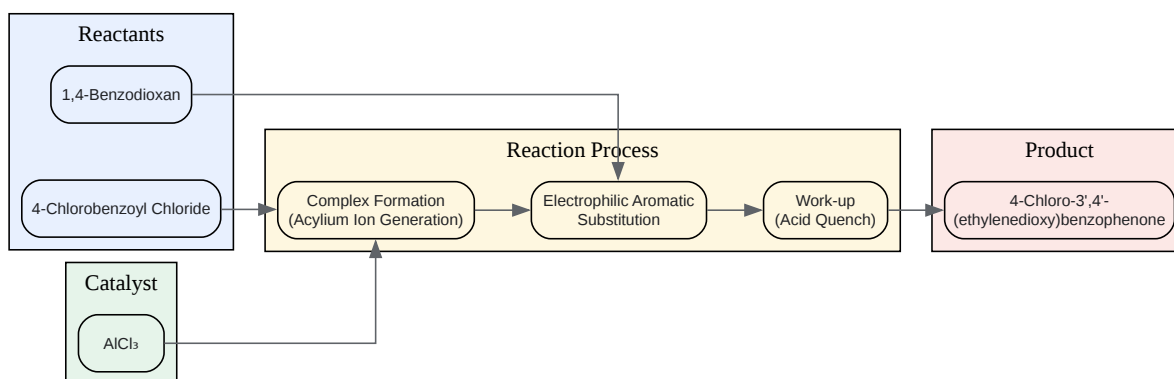 Reactants
1,4-Benzodioxan
4-Chlorobenzoyl Chloride
Catalyst
AlCl₃
Reaction Process
Complex Formation
(Acylium Ion Generation)
Electrophilic Aromatic
Substitution
Work-up
(Acid Quench)
Product
4-Chloro-3',4'-
(ethylenedioxy)benzophenone